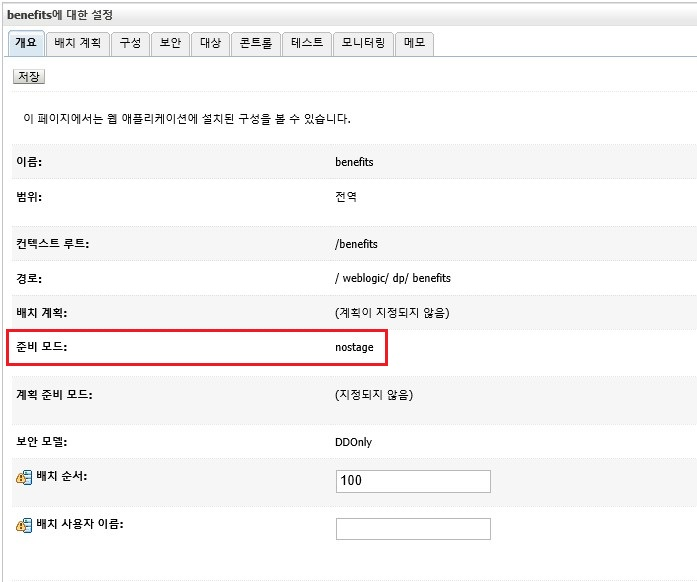 benefits에 대한 설정
개요 배치 계획 구성 보안 대상 컨트롤 테스트 모니터링 메모
저장
이 페이지에서는 웹 애플리케이션에 설치된 구성을 볼 수 있습니다.
이름: benefits
범위: 전역
컨텍스트 루트: /benefits
경로: / weblogic/ dp/ benefits
배치 계획: (계획이 지정되지 않음)
준비 모드: nostage
계획 준비 모드: (지정되지 않음)
보안 모델: DDOnly
배치 순서: 100
배치 사용자 이름: